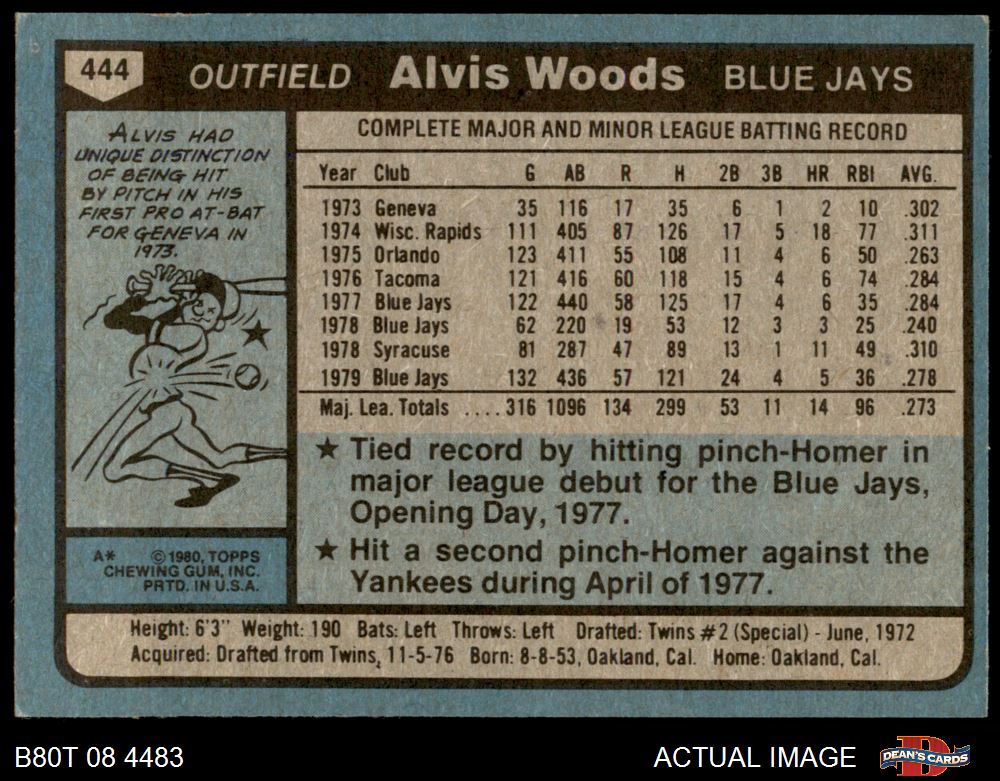 444 OUTFIELD Alvis Woods BLUE JAYS
ALVIS HAD
UNIQUE DISTINCTION
OF BEING HIT
BY PITCH IN HIS
FIRST PRO AT-BAT
FOR GENEVA IN
1973.
COMPLETE MAJOR AND MINOR LEAGUE BATTING RECORD
Year Club G AB R H 2B 3B HR RBI AVG.
1973 Geneva 35 116 17 35 6 1 2 10 .302
1974 Wisc. Rapids 111 405 87 126 17 5 18 77 .311
1975 Orlando 123 411 55 108 11 4 6 50 .263
1976 Tacoma 121 416 60 118 15 4 6 74 .284
1977 Blue Jays 122 440 58 125 17 4 6 35 .284
1978 Blue Jays 62 220 19 53 12 3 3 25 .240
1978 Syracuse 81 287 47 89 13 1 11 49 .310
1979 Blue Jays 132 436 57 121 24 4 5 36 .278
Maj. Lea. Totals .... 316 1096 134 299 53 11 14 96 .273
★ Tied record by hitting pinch-Homer in
major league debut for the Blue Jays,
Opening Day, 1977.
★ Hit a second pinch-Homer against the
Yankees during April of 1977.
A* © 1980, TOPPS
CHEWING GUM, INC.
PRTD. IN U.S.A.
Height: 6'3" Weight: 190 Bats: Left Throws: Left Drafted: Twins #2 (Special) - June, 1972
Acquired: Drafted from Twins, 11-5-76 Born: 8-8-53, Oakland, Cal. Home: Oakland, Cal.
B80T 08 4483 ACTUAL IMAGE DEAN'S CARDS